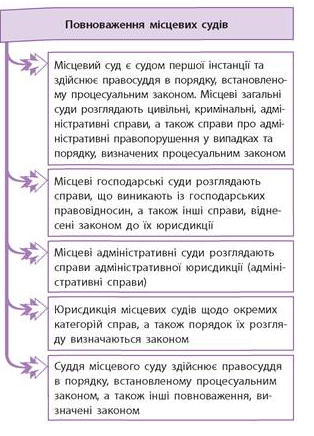 Повноваження місцевих судів
Місцевий суд є судом першої інстанції та
здійснює правосуддя в порядку, встановлено-
му процесуальним законом. Місцеві загальні
суди розглядають цивільні, кримінальні, адмі-
ністративні справи, а також справи про адмі-
ністративні правопорушення у випадках та
порядку, визначених процесуальним законом
Місцеві господарські суди розглядають
справи, що виникають із господарських
правовідносин, а також інші справи, відне-
сені законом до їх юрисдикції
Місцеві адміністративні суди розглядають
справи адміністративної юрисдикції (адміні-
стративні справи)
Юрисдикція місцевих судів щодо окремих
категорій справ, а також порядок їх розгля-
ду визначаються законом
Суддя місцевого суду здійснює правосуддя
в порядку, встановленому процесуальним
законом, а також інші повноваження, ви-
значені законом